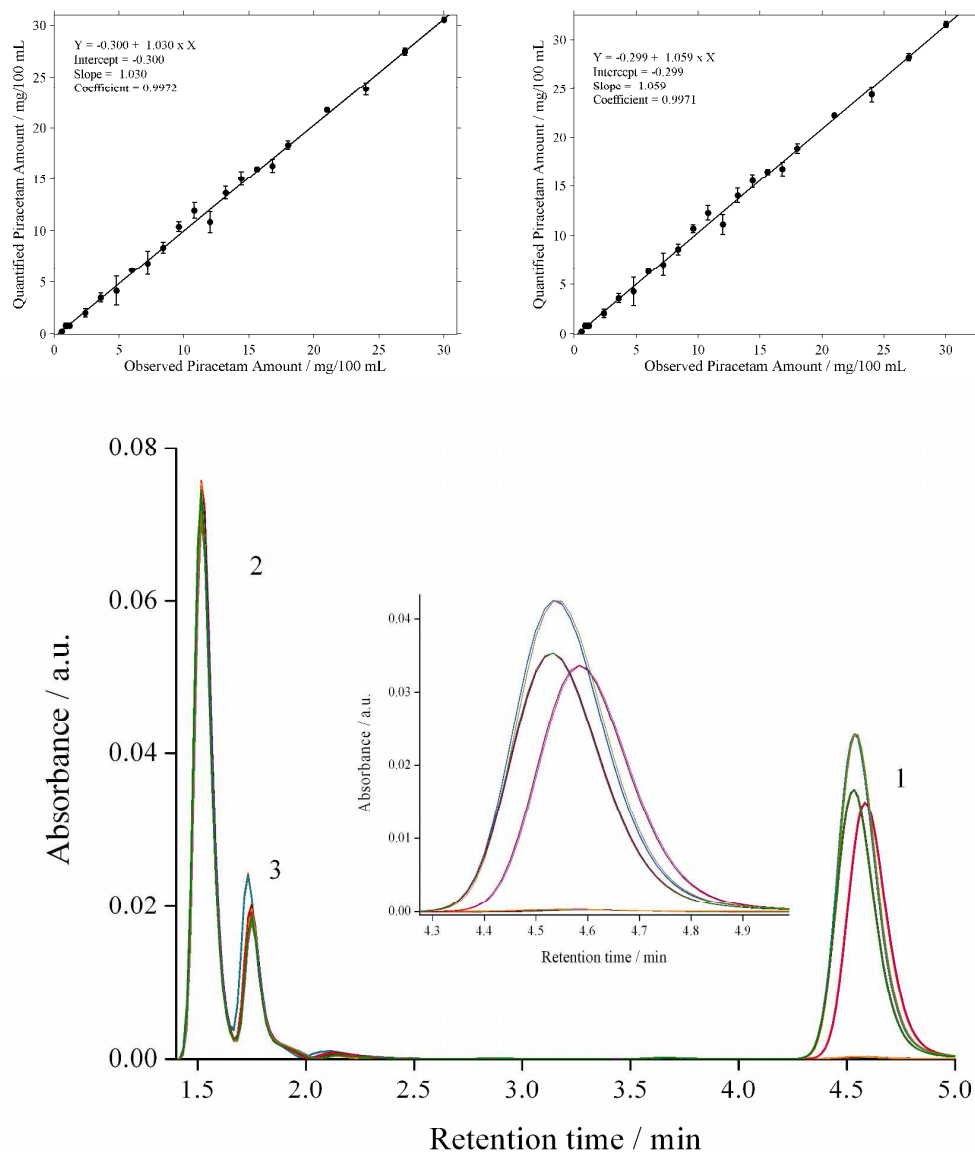 Y = -0.300 + 1.030 x X
Intercept = -0.300
Slope = 1.030
Coefficient = 0.9972
Quantified Piracetam Amount / mg/100 mL
30
25
20
15
10
5
0
0 5 10 15 20 25 30
Observed Piracetam Amount / mg/100 mL
Y = -0.299 + 1.059 x X
Intercept = -0.299
Slope = 1.059
Coefficient = 0.9971
Quantified Piracetam Amount / mg/100 mL
30
25
20
15
10
5
0
0 5 10 15 20 25 30
Observed Piracetam Amount / mg/100 mL
Absorbance / a.u.
0.08
0.06
0.04
0.02
0.00
2
3
1
Absorbance / a.u.
0.04
0.03
0.02
0.01
0.00
4.3 4.4 4.5 4.6 4.7 4.8 4.9
Retention time / min
1.5 2.0 2.5 3.0 3.5 4.0 4.5 5.0
Retention time / min